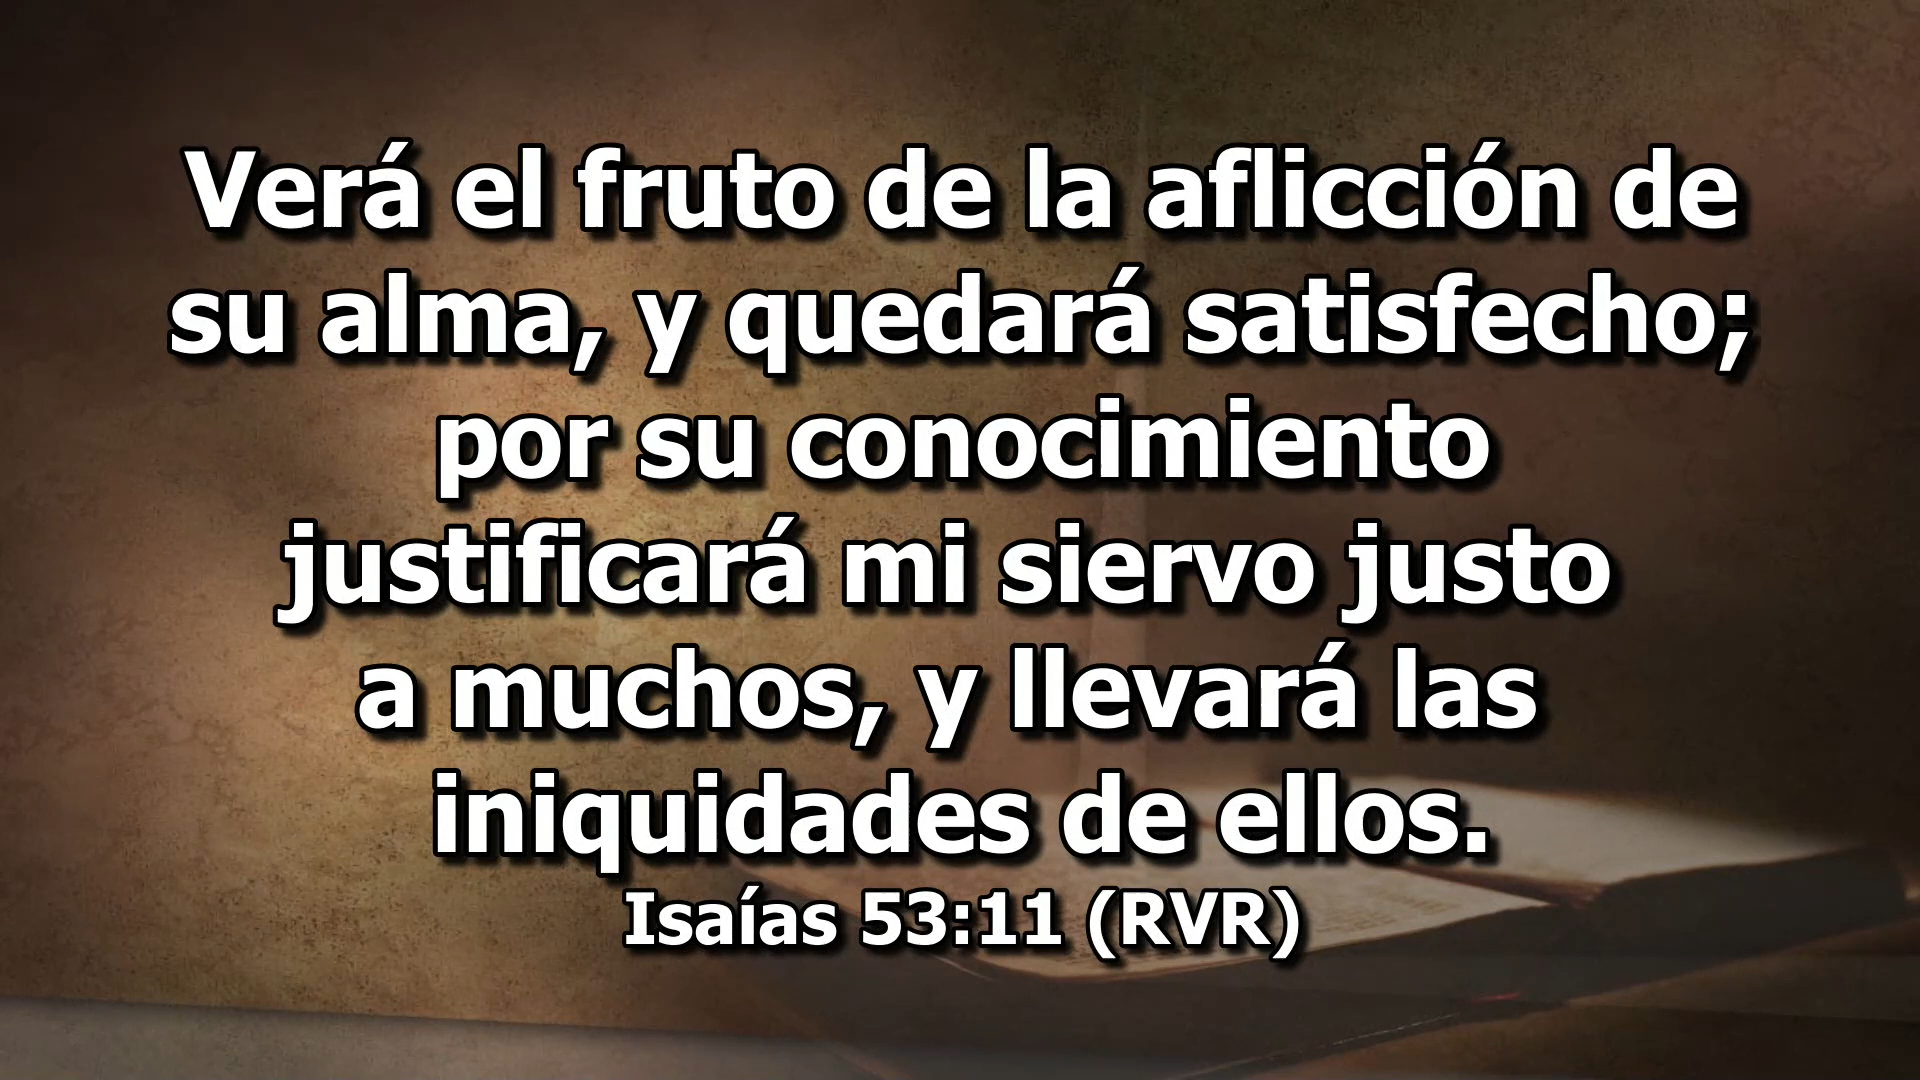 Verá el fruto de la aflicción de
su alma, y quedará satisfecho;
por su conocimiento
justificará mi siervo justo
a muchos, y llevará las
iniquidades de ellos.
Isaías 53:11 (RVR)